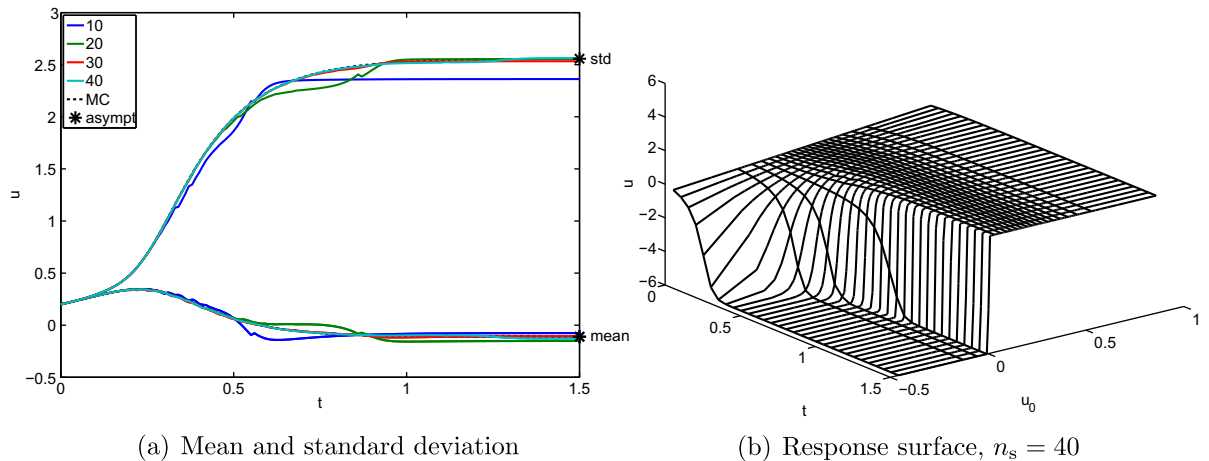 3
2.5
2
1.5
1
0.5
0
−0.5
u
10
20
30
40
MC
asympt
std
mean
0
0.5
1
1.5
t
(a) Mean and standard deviation
6
4
2
0
−2
−4
−6
u
0
0.5
1
1.5
t
−0.5
0
0.5
1
u₀
(b) Response surface, nₛ = 40